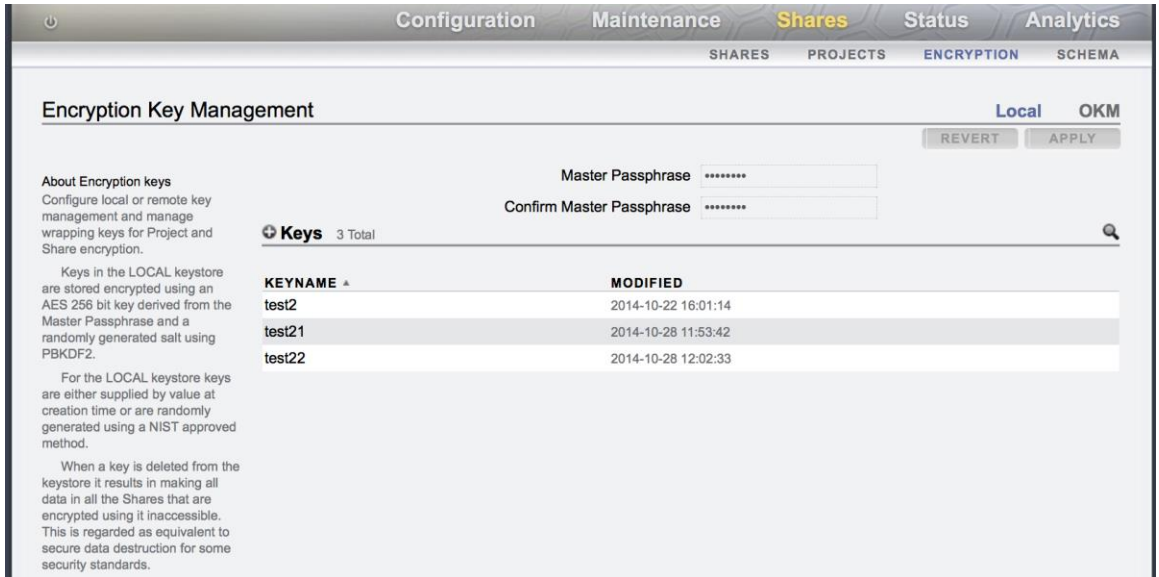 Configuration Maintenance Shares Status Analytics
SHARES PROJECTS ENCRYPTION SCHEMA
Encryption Key Management
Local OKM
REVERT APPLY
About Encryption keys
Configure local or remote key
management and manage
wrapping keys for Project and
Share encryption.
Keys in the LOCAL keystore
are stored encrypted using an
AES 256 bit key derived from the
Master Passphrase and a
randomly generated salt using
PBKDF2.
For the LOCAL keystore keys
are either supplied by value at
creation time or are randomly
generated using a NIST approved
method.
When a key is deleted from the
keystore it results in making all
data in all the Shares that are
encrypted using it inaccessible.
This is regarded as equivalent to
secure data destruction for some
security standards.
Master Passphrase ••••••••
Confirm Master Passphrase ••••••••
Keys 3 Total
KEYNAME MODIFIED
test2 2014-10-22 16:01:14
test21 2014-10-28 11:53:42
test22 2014-10-28 12:02:33